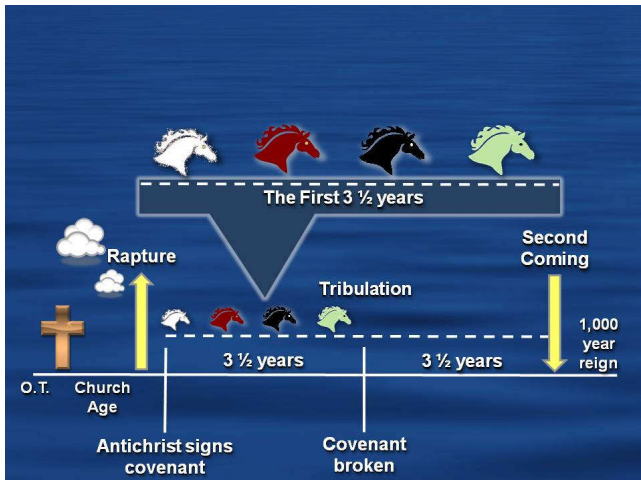 The First 3 ½ years
Rapture
Second
Coming
Tribulation
1,000
year
reign
3 ½ years
3 ½ years
O.T.
Church
Age
Antichrist signs
covenant
Covenant
broken